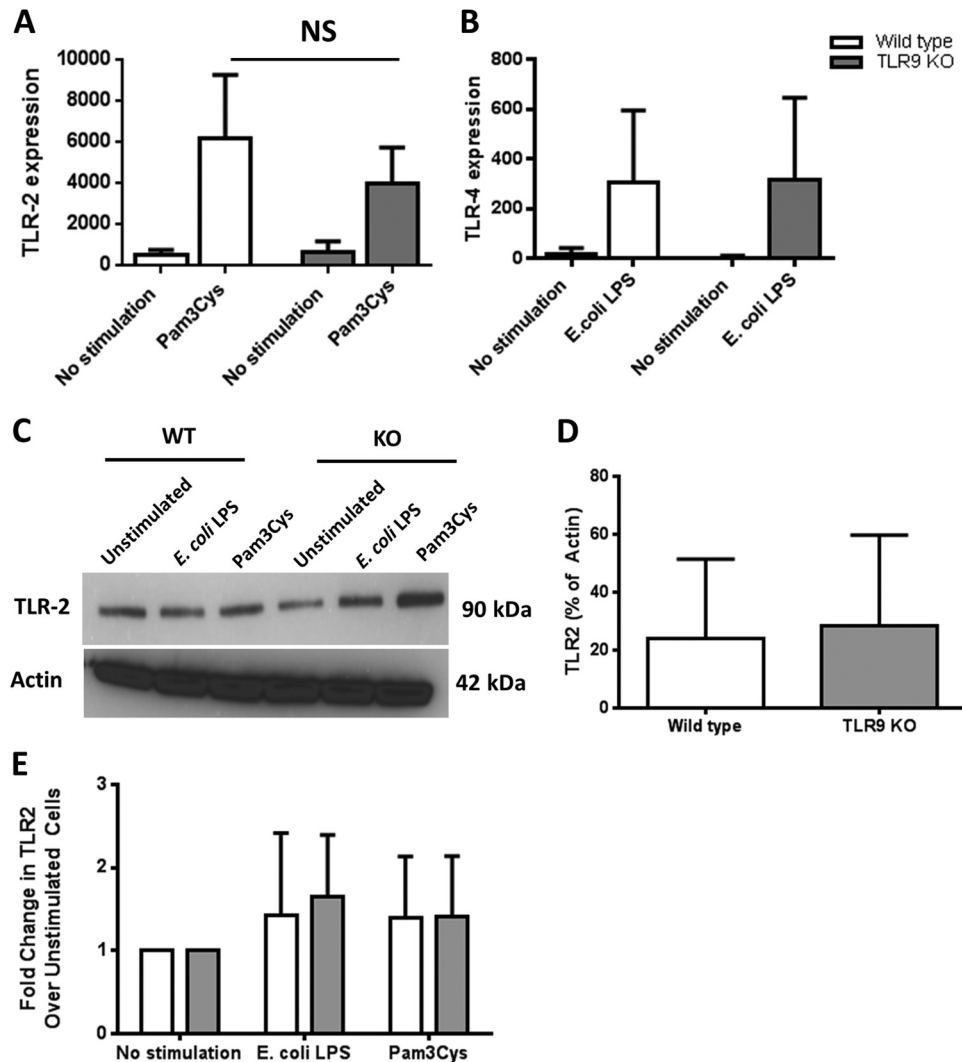 A
NS
TLR-2 expression
10000
8000
6000
4000
2000
0
No stimulation
Pam3Cys
No stimulation
Pam3Cys
B
Wild type
TLR9 KO
TLR-4 expression
800
600
400
200
0
No stimulation
E.coli LPS
No stimulation
E. coli LPS
C
WT
KO
Unstimulated
E. coli LPS
Pam3Cys
Unstimulated
E. coli LPS
Pam3Cys
TLR-2
90 kDa
Actin
42 kDa
D
TLR2 (% of Actin)
80
60
40
20
0
Wild type
TLR9 KO
E
Fold Change in TLR2
Over Unstimulated Cells
3
2
1
0
No stimulation
E. coli LPS
Pam3Cys